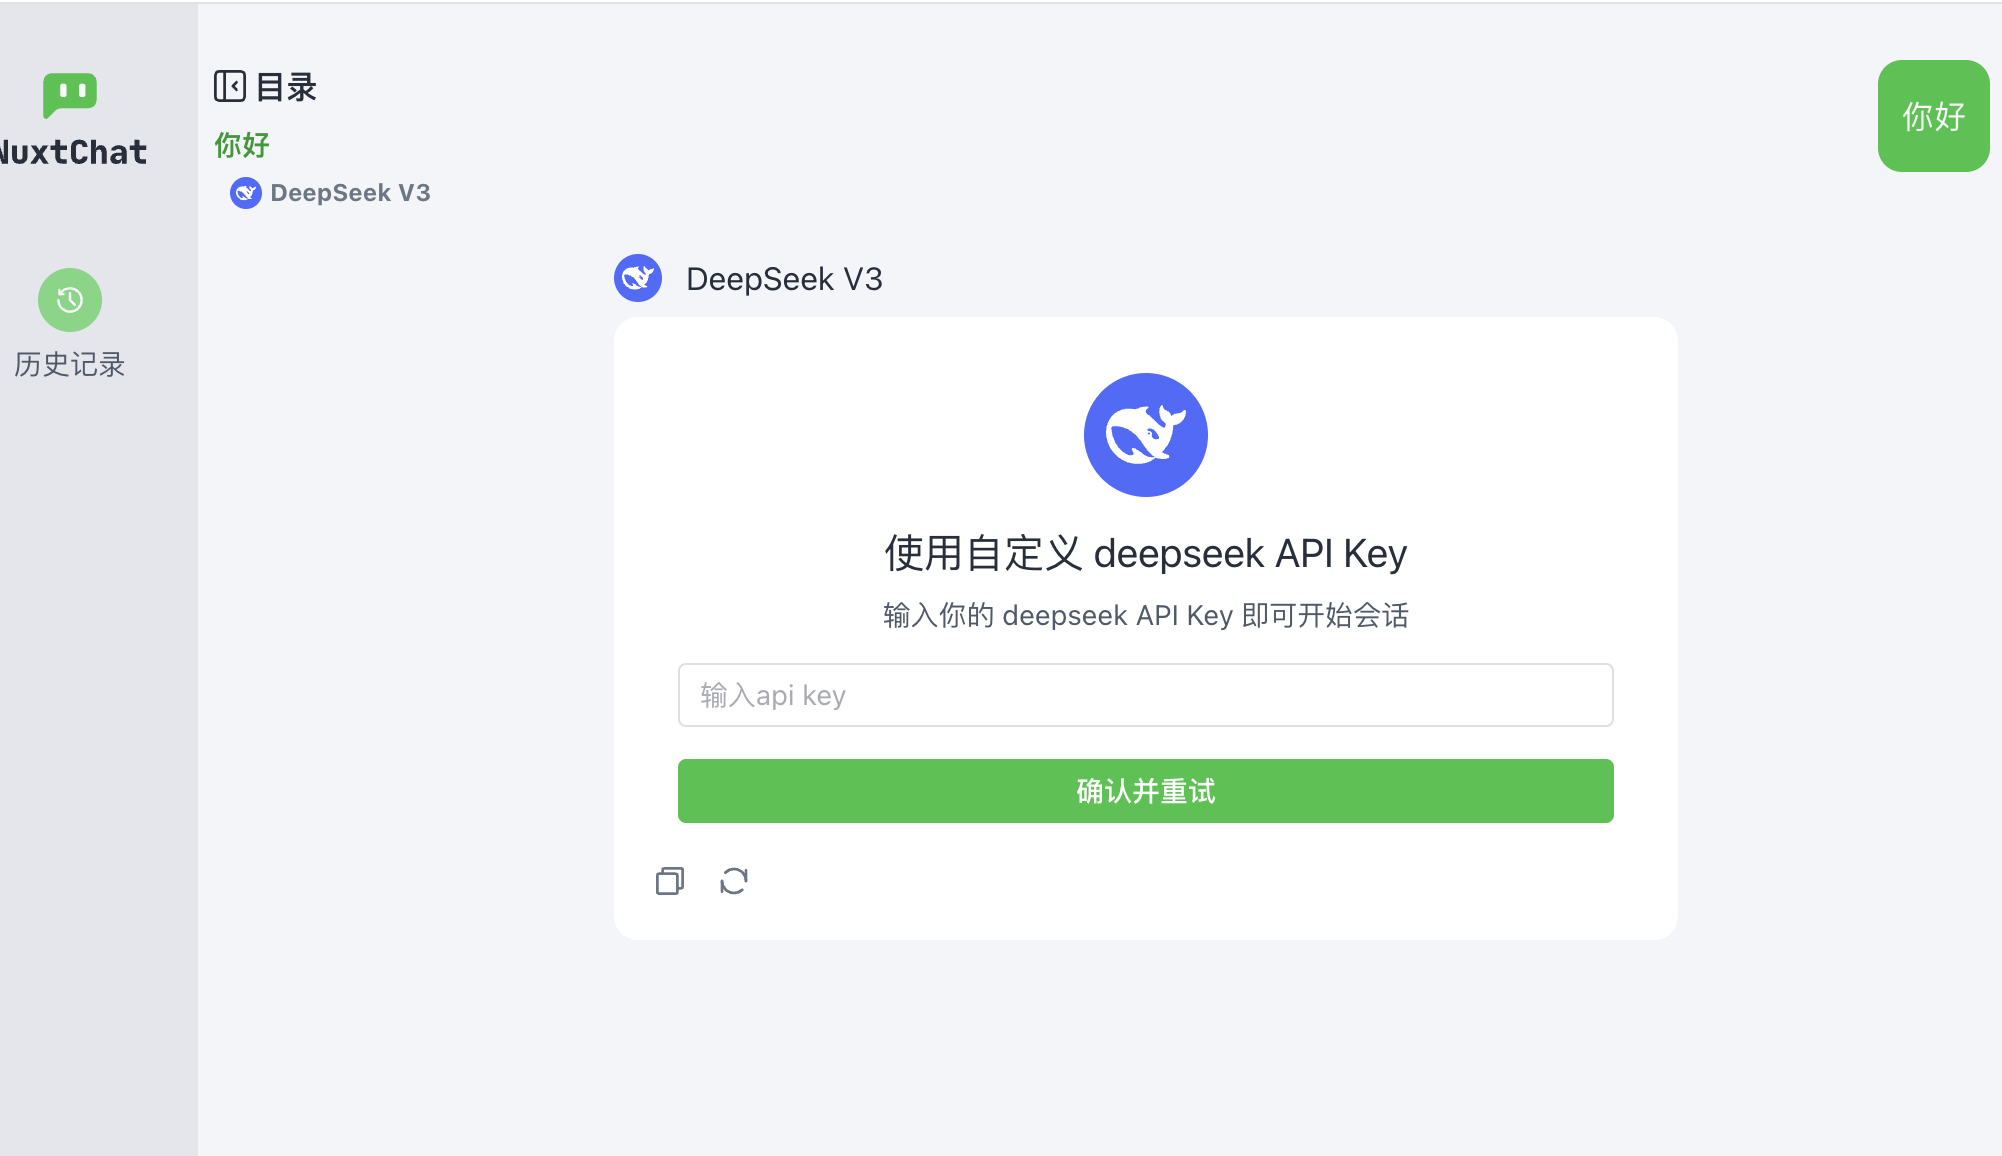 NuxtChat
历史记录
目录
你好
DeepSeek V3
你好
DeepSeek V3
使用自定义 deepseek API Key
输入你的 deepseek API Key 即可开始会话
输入api key
确认并重试